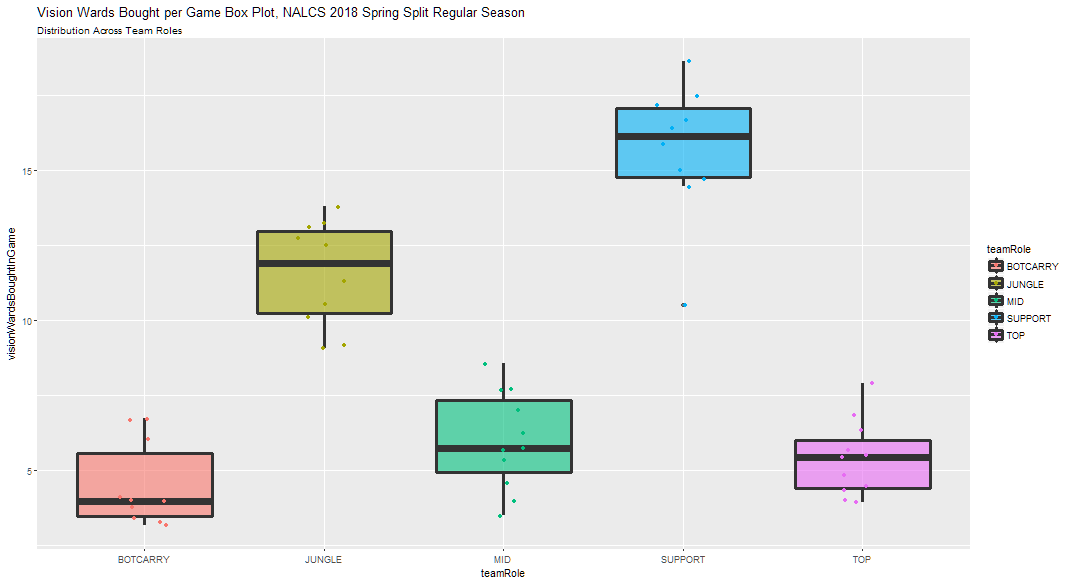 Vision Wards Bought per Game Box Plot, NALCS 2018 Spring Split Regular Season
Distribution Across Team Roles
visionWardsBoughtInGame
15
10
5
BOTCARRY JUNGLE MID SUPPORT TOP
teamRole
teamRole
BOTCARRY
JUNGLE
MID
SUPPORT
TOP